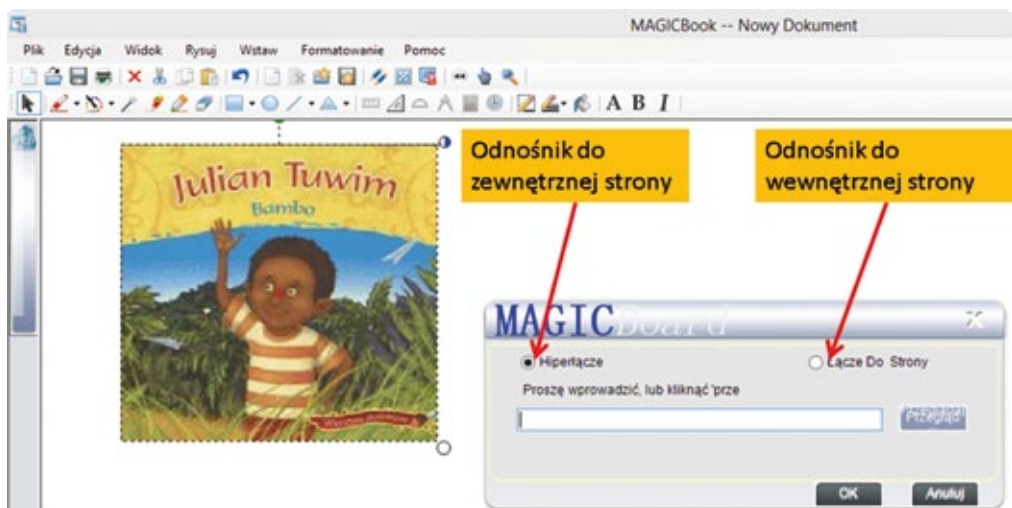 MAGICBook -- Nowy Dokument
Plik Edycja Widok Rysuj Wstaw Formatowanie Pomoc
A B I
Julian Tuwim
Bambo
Odnośnik do
zewnętrznej strony
Odnośnik do
wewnętrznej strony
MAGICBoard
Hiperłącze
Łącze Do Strony
Proszę wprowadzić, lub kliknąć 'prze
Przegląd
OK
Anuluj